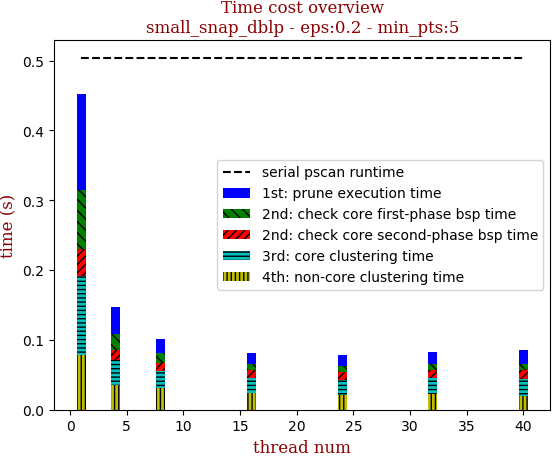 Time cost overview
small_snap_dblp - eps:0.2 - min_pts:5
0.5
0.4
0.3
0.2
0.1
0.0
time (s)
serial pscan runtime
1st: prune execution time
2nd: check core first-phase bsp time
2nd: check core second-phase bsp time
3rd: core clustering time
4th: non-core clustering time
0 5 10 15 20 25 30 35 40
thread num